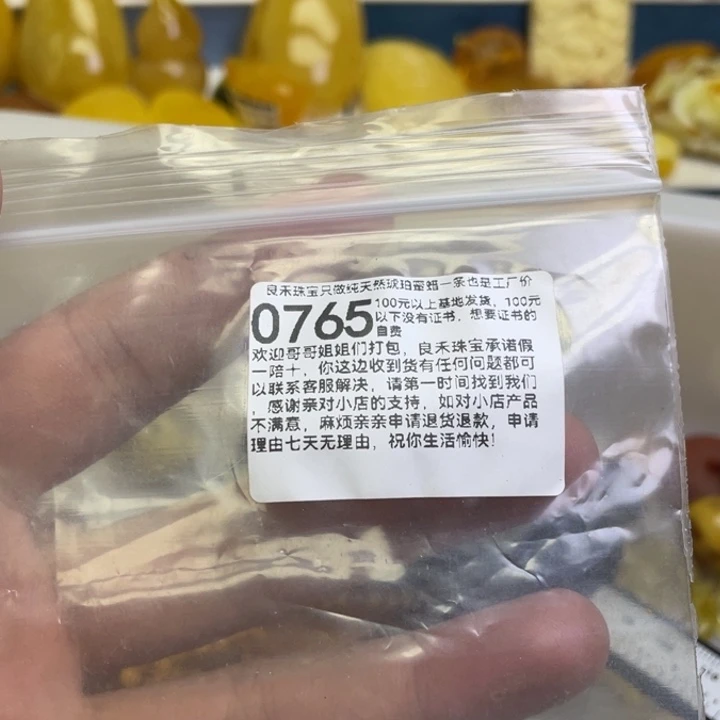 良禾珠宝只做纯天然琥珀蜜蜡一条也是工厂价
0765
100元以上基地发货，100元
以下没有证书，想要证书的
自费
欢迎哥哥姐姐们打包，良禾珠宝承诺假
一陪十，你这边收到货有任何问题都可
以联系客服解决，请第一时间找到我们
，感谢亲对小店的支持，如对小店产品
不满意，麻烦亲亲申请退货退款，申请
理由七天无理由，祝你生活愉快！